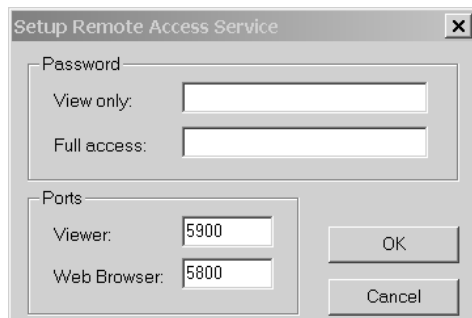 Setup Remote Access Service
Password
View only:
Full access:
Ports
Viewer: 5900
Web Browser: 5800
OK
Cancel